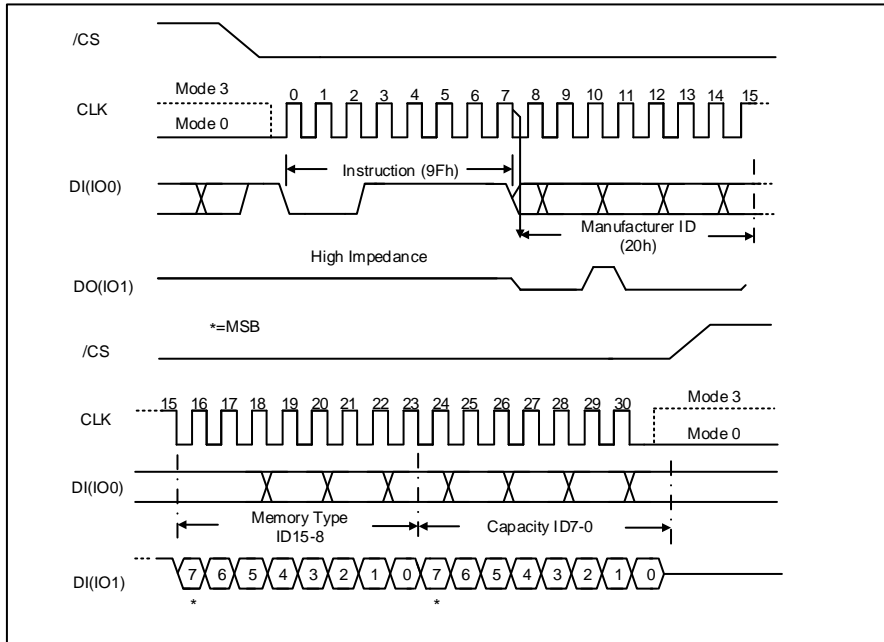 /CS
Mode 3
0 1 2 3 4 5 6 7 8 9 10 11 12 13 14 15
CLK
Mode 0
Instruction (9Fh)
DI(IO0)
Manufacturer ID
(20h)
High Impedance
DO(IO1)
*=MSB
/CS
15 16 17 18 19 20 21 22 23 24 25 26 27 28 29 30
Mode 3
CLK
Mode 0
DI(IO0)
Memory Type
ID15-8
Capacity ID7-0
7 6 5 4 3 2 1 0 7 6 5 4 3 2 1 0
DI(IO1)
* *